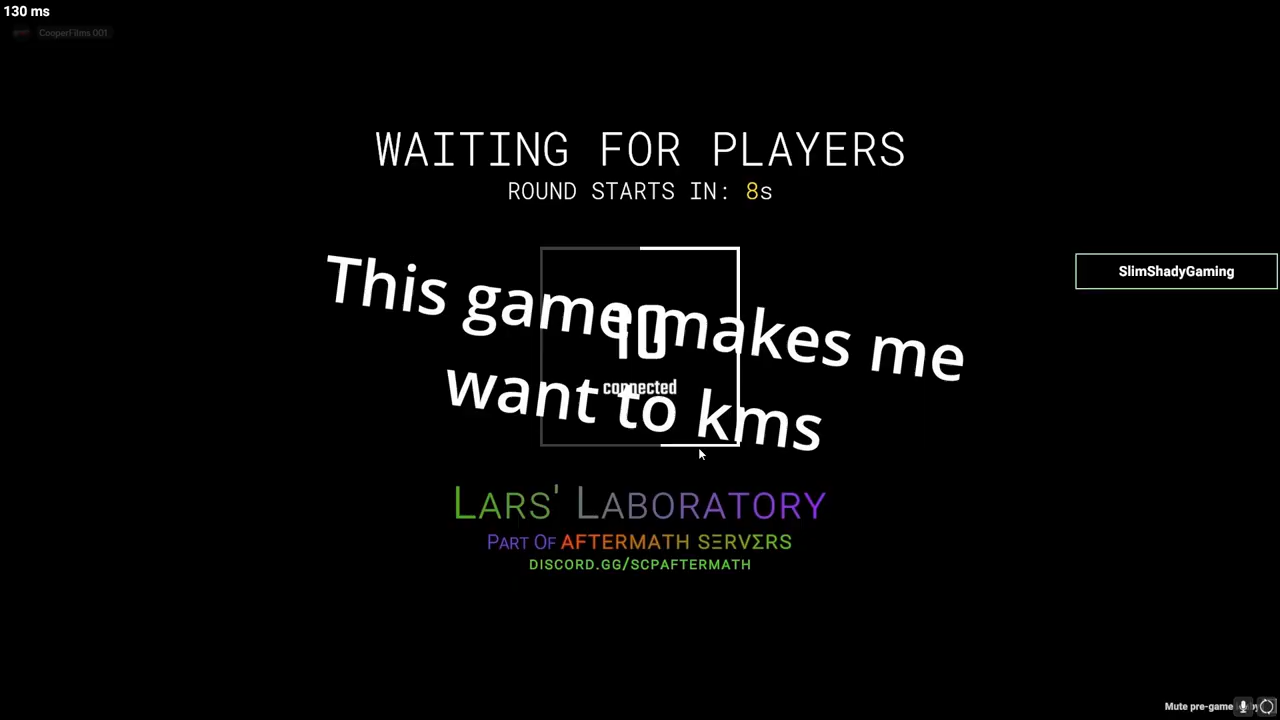 130 ms
CooperFilms 001
WAITING FOR PLAYERS
ROUND STARTS IN: 8s
SlimShadyGaming
This game makes me
10
want to kms
connected
LARS' LABORATORY
PART OF AFTERMATH SΞRVΣRS
DISCORD.GG/SCPAFTERMATH
Mute pre-game